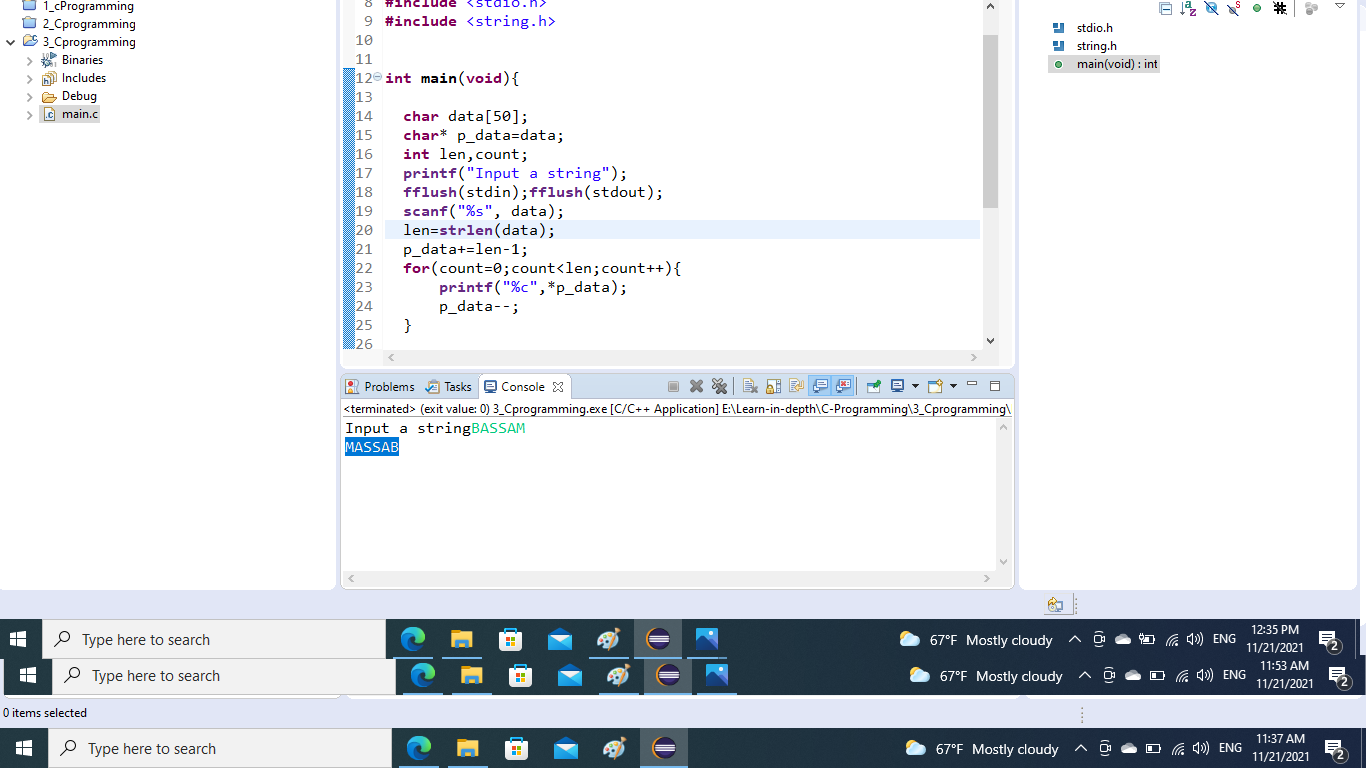 1_cProgramming
2_Cprogramming
3_Cprogramming
Binaries
Includes
Debug
main.c
8 #include <stdio.h>
9 #include <string.h>
10
11
12 int main(void){
13
14 char data[50];
15 char* p_data=data;
16 int len,count;
17 printf("Input a string");
18 fflush(stdin);fflush(stdout);
19 scanf("%s", data);
20 len=strlen(data);
21 p_data+=len-1;
22 for(count=0;count<len;count++){
23 printf("%c",*p_data);
24 p_data--;
25 }
26
stdio.h
string.h
main(void) : int
Problems Tasks Console
<terminated> (exit value: 0) 3_Cprogramming.exe [C/C++ Application] E:\Learn-in-depth\C-Programming\3_Cprogramming\
Input a stringBASSAM
MASSAB
Type here to search 67°F Mostly cloudy ENG 12:35 PM
11/21/2021 2
Type here to search 67°F Mostly cloudy ENG 11:53 AM
11/21/2021 2
0 items selected
Type here to search 67°F Mostly cloudy ENG 11:37 AM
11/21/2021 2